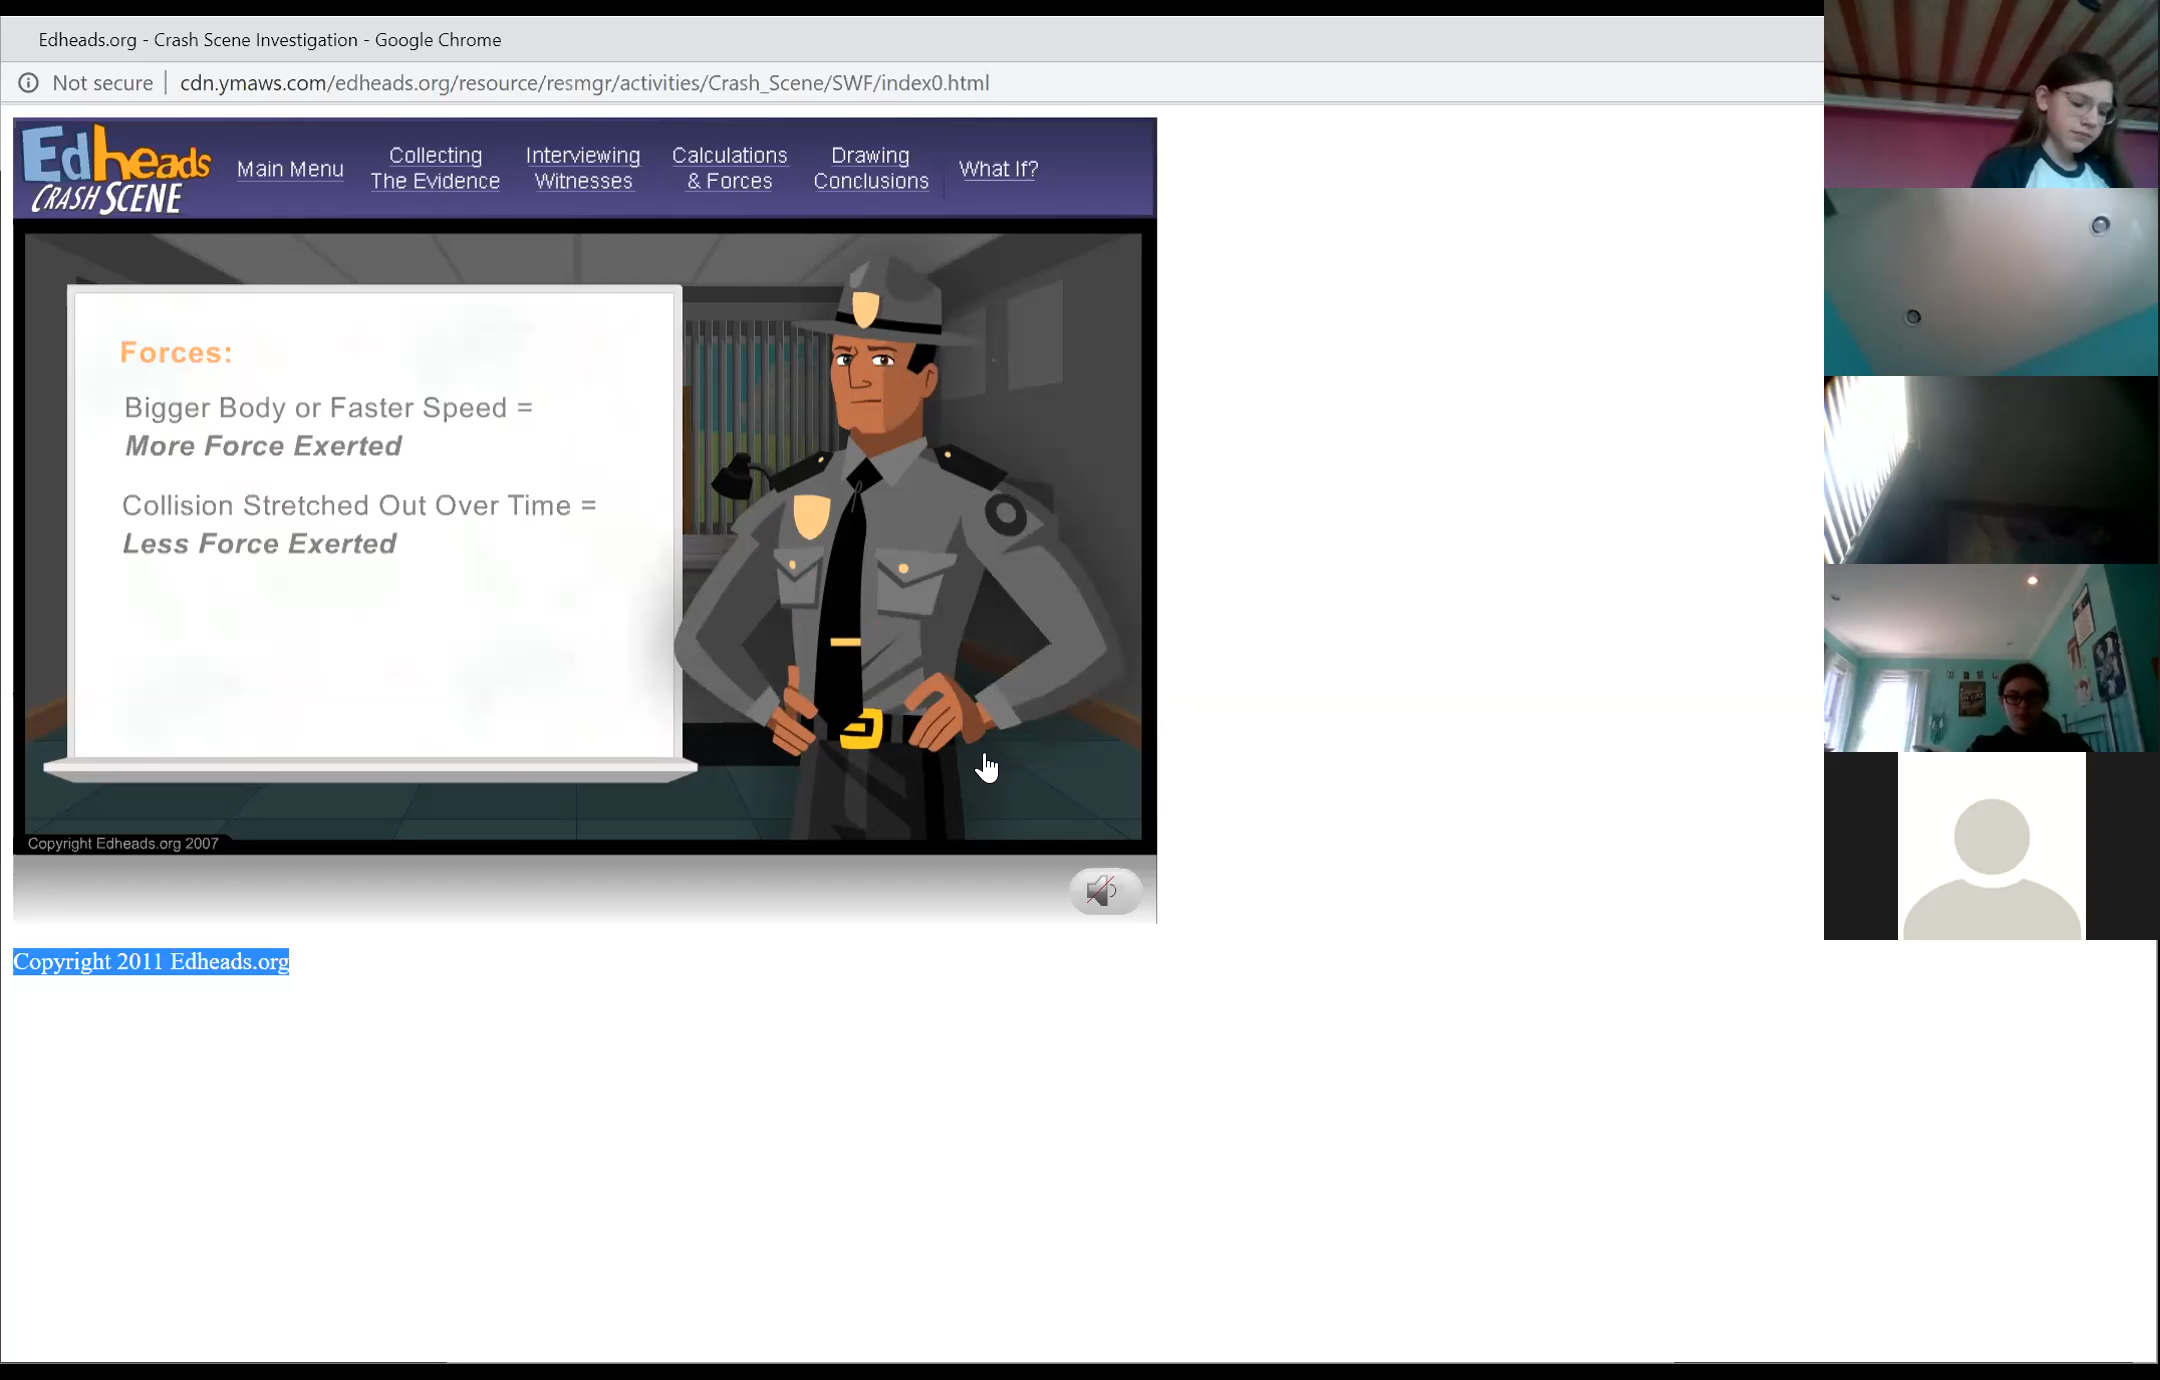 Edheads.org - Crash Scene Investigation - Google Chrome
Not secure
cdn.ymaws.com/edheads.org/resource/resmgr/activities/Crash_Scene/SWF/index0.html
Edheads
CRASH SCENE
Main Menu
Collecting
The Evidence
Interviewing
Witnesses
Calculations
& Forces
Drawing
Conclusions
What If?
Forces:
Bigger Body or Faster Speed =
More Force Exerted
Collision Stretched Out Over Time =
Less Force Exerted
Copyright Edheads.org 2007
Copyright 2011 Edheads.org